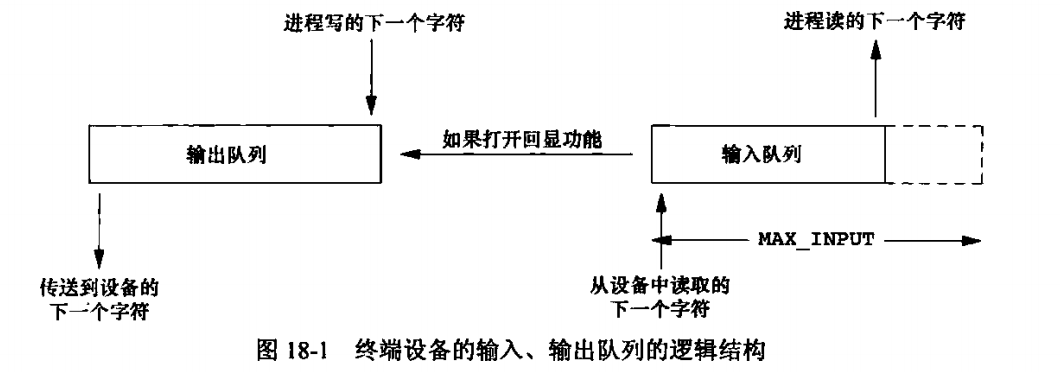 进程写的下一个字符
进程读的下一个字符
输出队列
如果打开回显功能
输入队列
MAX_INPUT
传送到设备的
下一个字符
从设备中读取的
下一个字符
图 18-1 终端设备的输入、输出队列的逻辑结构